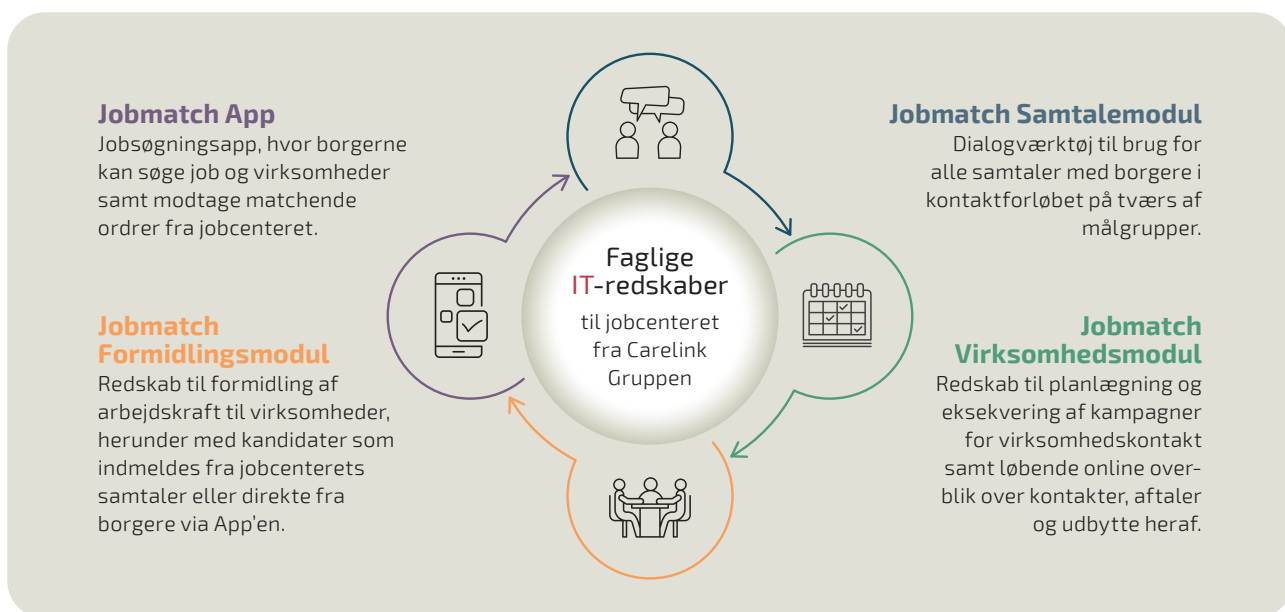 Jobmatch App
Jobsøgningsapp, hvor borgerne
kan søge job og virksomheder
samt modtage matchende
ordrer fra jobcenteret.
Jobmatch
Formidlingsmodul
Redskab til formidling af
arbejdskraft til virksomheder,
herunder med kandidater som
indmeldes fra jobcenterets
samtaler eller direkte fra
borgere via App'en.
Faglige
IT-redskaber
til jobcenteret
fra Carelink
Gruppen
Jobmatch Samtalemodul
Dialogværktøj til brug for
alle samtaler med borgere i
kontaktforløbet på tværs af
målgrupper.
Jobmatch
Virksomhedsmodul
Redskab til planlægning og
eksekvering af kampagner
for virksomhedskontakt
samt løbende online over-
blik over kontakter, aftaler
og udbytte heraf.